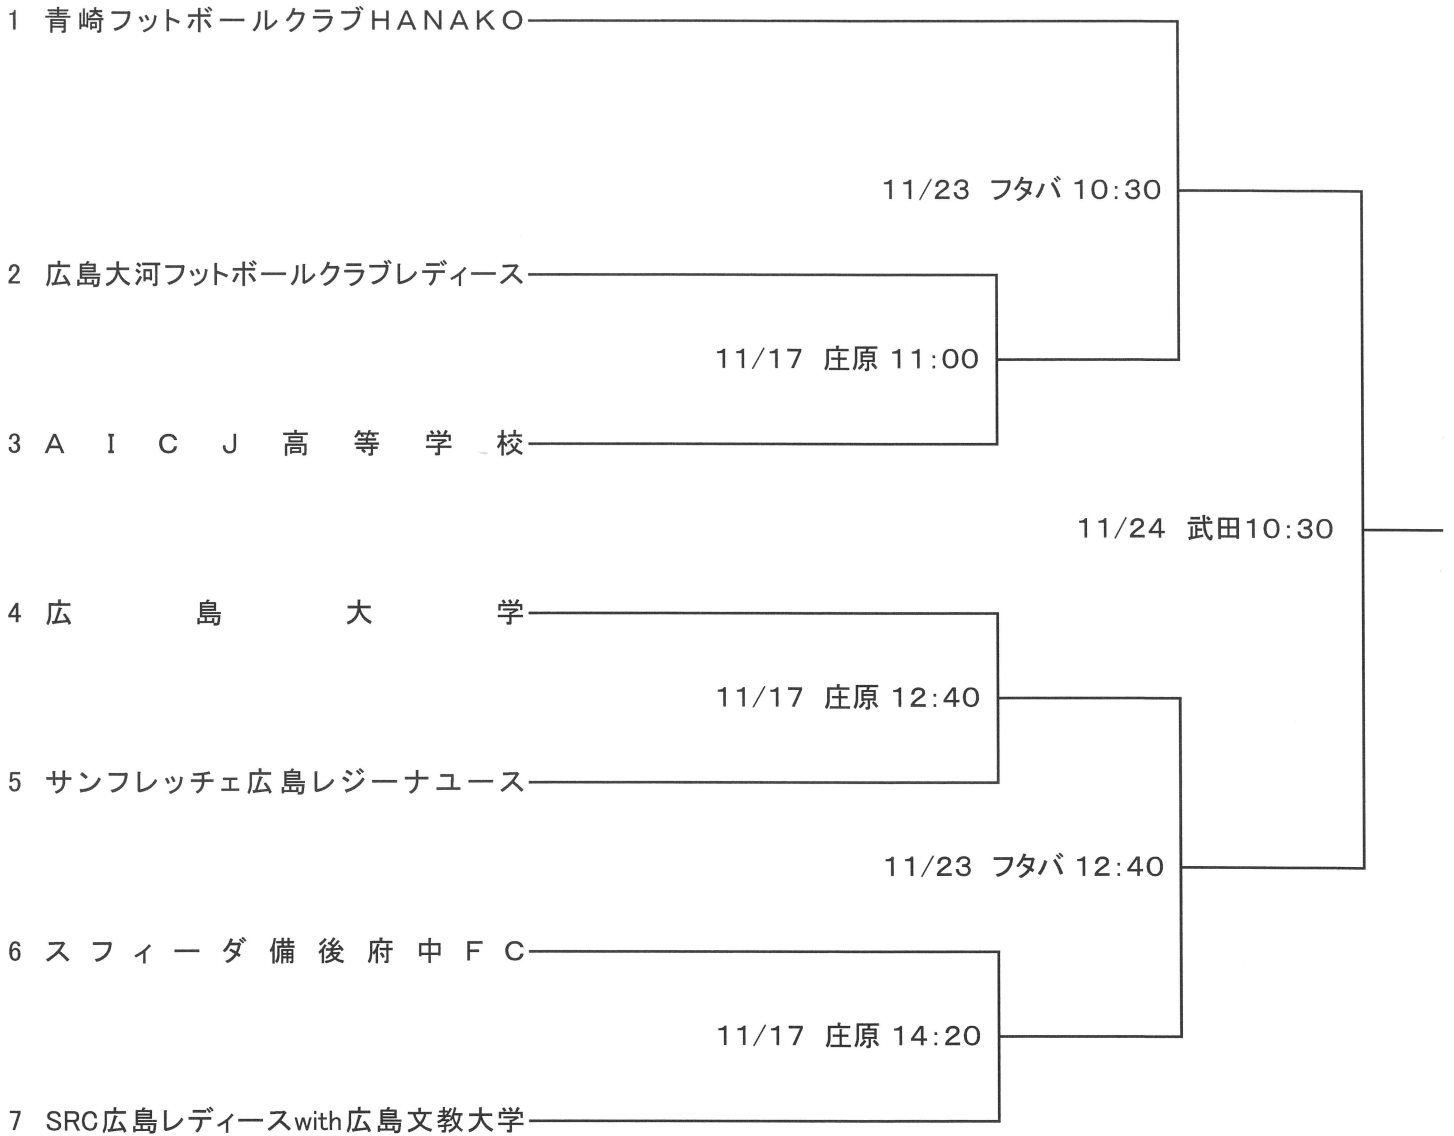 1 青崎フットボールクラブHANAKO
11/23 フタバ 10:30
2 広島大河フットボールクラブレディース
11/17 庄原 11:00
3 AICJ高等学校
11/24 武田10:30
4 広島大学
11/17 庄原 12:40
5 サンフレッチェ広島レジーナユース
11/23 フタバ 12:40
6 スフィーダ備後府中FC
11/17 庄原 14:20
7 SRC広島レディースwith広島文教大学